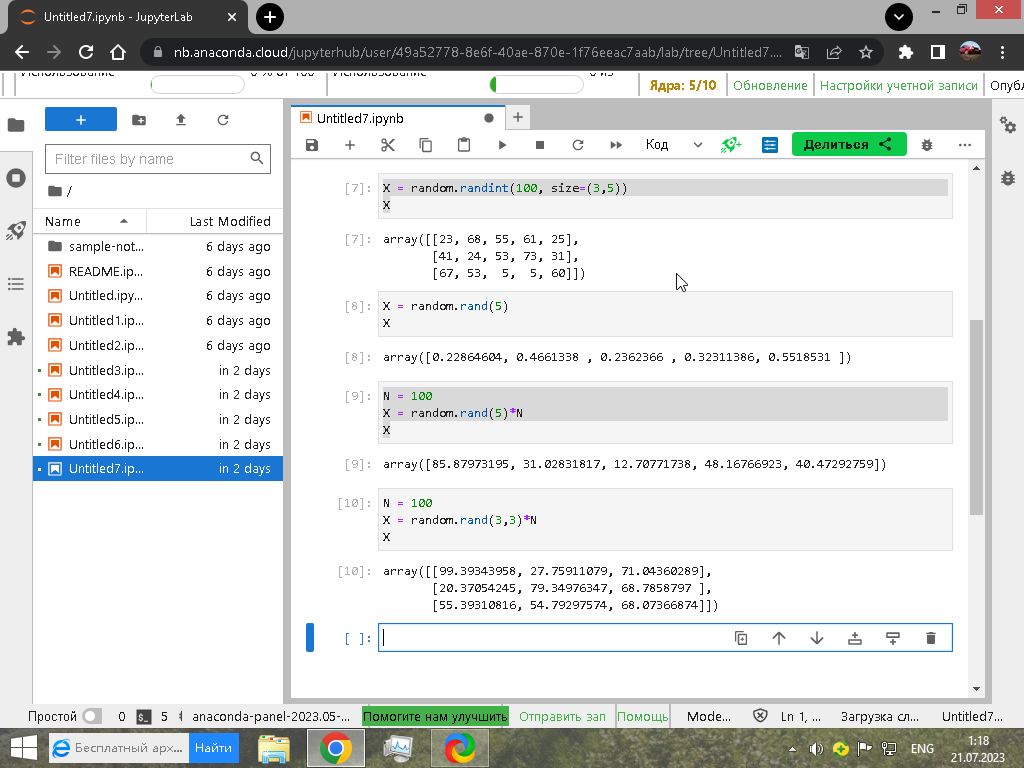 Untitled7.ipynb - JupyterLab
nb.anaconda.cloud/jupyterhub/user/49a52778-8e6f-40ae-870e-1f76eeac7aab/lab/tree/Untitled7....
Использование
0 % от 100
Использование
0 из
Ядра: 5/10
Обновление
Настройки учетной записи
Опубл
Untitled7.ipynb
Код
Делиться
Filter files by name
/
Name Last Modified
sample-not... 6 days ago
README.ip... 6 days ago
Untitled.ipy... 6 days ago
Untitled1.ip... 6 days ago
Untitled2.ip... 6 days ago
Untitled3.ip... in 2 days
Untitled4.ip... in 2 days
Untitled5.ip... in 2 days
Untitled6.ip... in 2 days
Untitled7.ip... in 2 days
[7]: X = random.randint(100, size=(3,5))
X
[7]: array([[23, 68, 55, 61, 25],
[41, 24, 53, 73, 31],
[67, 53,  5,  5, 60]])
[8]: X = random.rand(5)
X
[8]: array([0.22864604, 0.4661338 , 0.2362366 , 0.32311386, 0.5518531 ])
[9]: N = 100
X = random.rand(5)*N
X
[9]: array([85.87973195, 31.02831817, 12.70771738, 48.16766923, 40.47292759])
[10]: N = 100
X = random.rand(3,3)*N
X
[10]: array([[99.39343958, 27.75911079, 71.04360289],
[20.37054245, 79.34976347, 68.7858797 ],
[55.39310816, 54.79297574, 68.07366874]])
[ ]:
Простой 0 $_ 5 anaconda-panel-2023.05-... Помогите нам улучшить Отправить зап Помощь Mode... Ln 1, ... Загрузка сл... Untitled7...
Бесплатный арх... Найти
ENG
1:18
21.07.2023